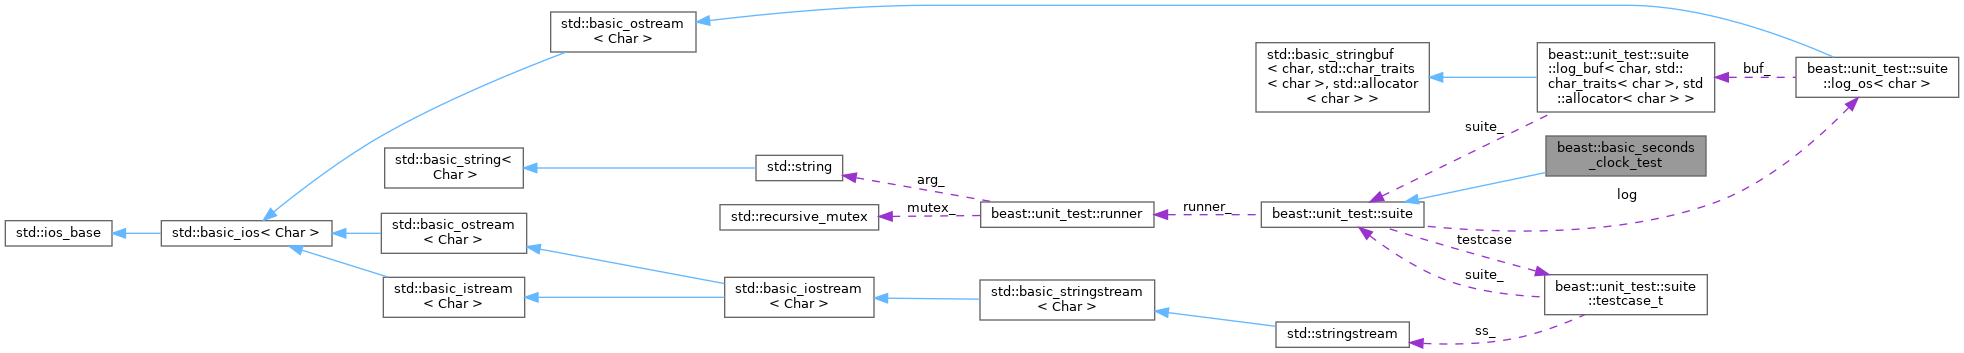 std::basic_ostream
< Char >
std::basic_stringbuf
< char, std::char_traits
< char >, std::allocator
< char > >
beast::unit_test::suite
::log_buf< char, std::
char_traits< char >, std
::allocator< char > >
buf_
beast::unit_test::suite
::log_os< char >
suite_
beast::basic_seconds
_clock_test
std::basic_string<
Char >
std::string
arg_
log
std::recursive_mutex
mutex_
beast::unit_test::runner
runner_
beast::unit_test::suite
std::ios_base
std::basic_ios< Char >
std::basic_ostream
< Char >
testcase
suite_
std::basic_istream
< Char >
std::basic_iostream
< Char >
std::basic_stringstream
< Char >
beast::unit_test::suite
::testcase_t
ss_
std::stringstream